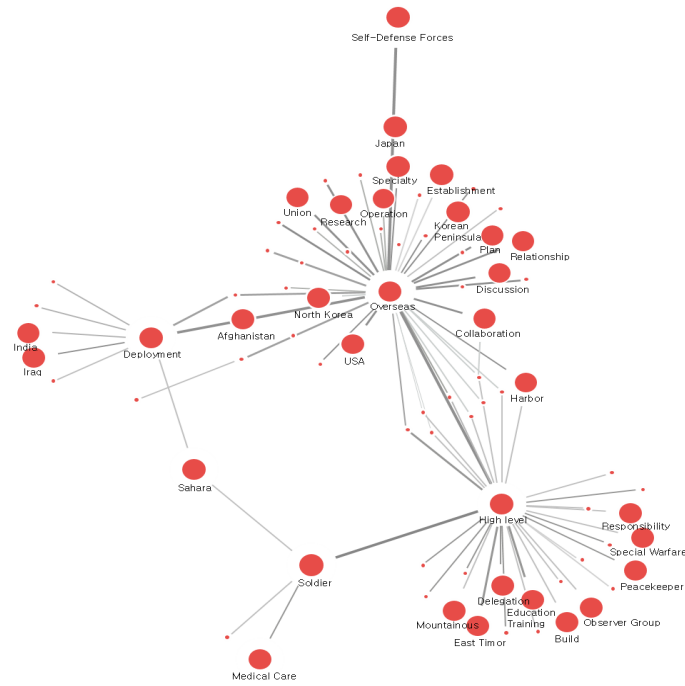 Self-Defense Forces
Japan
Specialty
Establishment
Union
Research
Operation
Korean
Peninsula
Plan
Relationship
Discussion
Overseas
North Korea
Afghanistan
Collaboration
USA
Deployment
India
Iraq
Harbor
Sahara
High level
Responsibility
Special Warfare
Soldier
Peacekeeper
Delegation
Education
Training
Mountainous
East Timor
Build
Observer Group
Medical Care